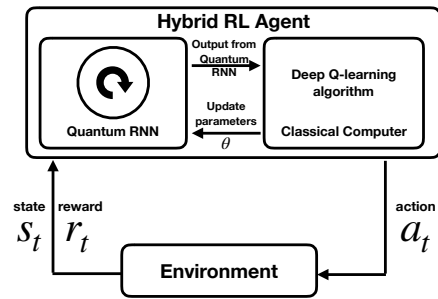 Hybrid RL Agent
Output from
Quantum
RNN
Deep Q-learning
algorithm
Update
parameters
θ
Quantum RNN
Classical Computer
state
reward
s_t
r_t
action
a_t
Environment